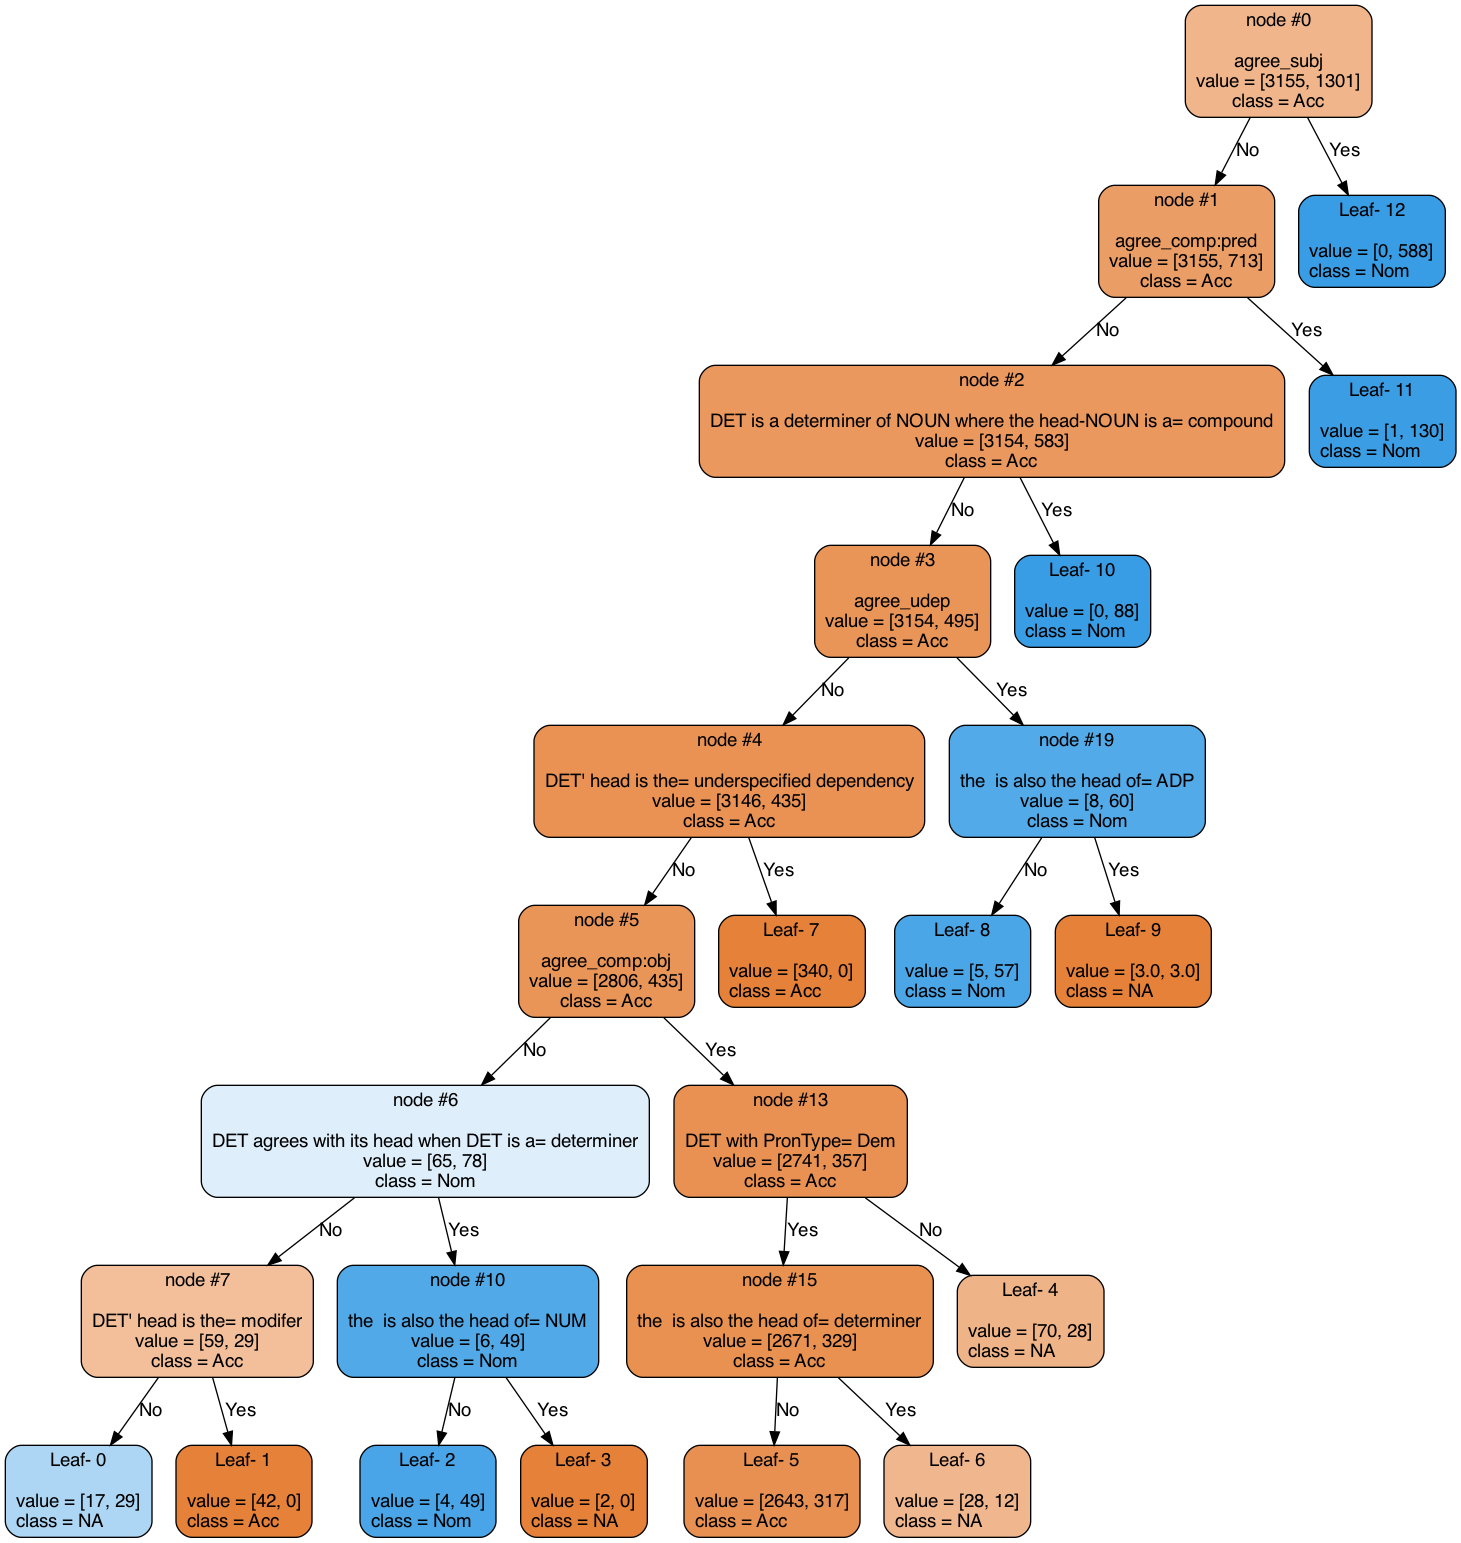 node #0
agree_subj
value = [3155, 1301]
class = Acc
No
Yes
node #1
agree_comp:pred
value = [3155, 713]
class = Acc
Leaf- 12
value = [0, 588]
class = Nom
No
Yes
node #2
DET is a determiner of NOUN where the head-NOUN is a= compound
value = [3154, 583]
class = Acc
Leaf- 11
value = [1, 130]
class = Nom
No
Yes
node #3
agree_udep
value = [3154, 495]
class = Acc
Leaf- 10
value = [0, 88]
class = Nom
No
Yes
node #4
DET' head is the= underspecified dependency
value = [3146, 435]
class = Acc
node #19
the  is also the head of= ADP
value = [8, 60]
class = Nom
No
Yes
No
Yes
node #5
agree_comp:obj
value = [2806, 435]
class = Acc
Leaf- 7
value = [340, 0]
class = Acc
Leaf- 8
value = [5, 57]
class = Nom
Leaf- 9
value = [3.0, 3.0]
class = NA
No
Yes
node #6
DET agrees with its head when DET is a= determiner
value = [65, 78]
class = Nom
node #13
DET with PronType= Dem
value = [2741, 357]
class = Acc
No
Yes
Yes
No
node #7
DET' head is the= modifer
value = [59, 29]
class = Acc
node #10
the  is also the head of= NUM
value = [6, 49]
class = Nom
node #15
the  is also the head of= determiner
value = [2671, 329]
class = Acc
Leaf- 4
value = [70, 28]
class = NA
No
Yes
No
Yes
No
Yes
Leaf- 0
value = [17, 29]
class = NA
Leaf- 1
value = [42, 0]
class = Acc
Leaf- 2
value = [4, 49]
class = Nom
Leaf- 3
value = [2, 0]
class = NA
Leaf- 5
value = [2643, 317]
class = Acc
Leaf- 6
value = [28, 12]
class = NA